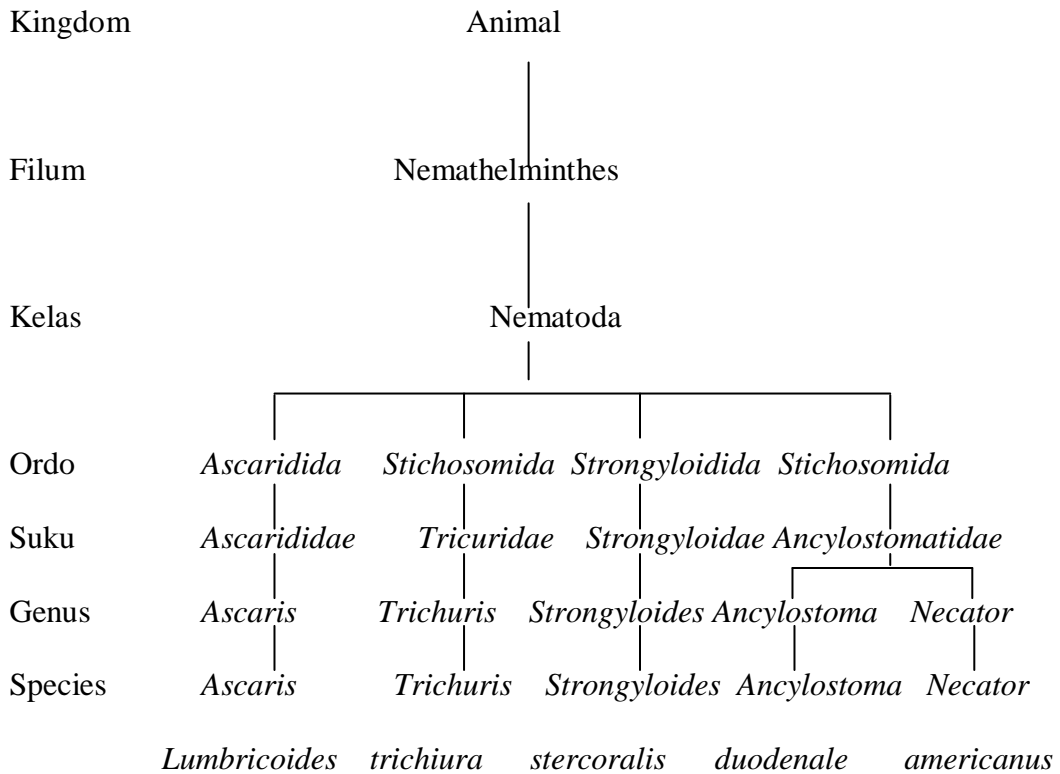 Kingdom Animal
Filum Nemathelminthes
Kelas Nematoda
Ordo Ascaridida Stichosomida Strongyloidida Stichosomida
Suku Ascarididae Tricuridae Strongyloidae Ancylostomatidae
Genus Ascaris Trichuris Strongyloides Ancylostoma Necator
Species Ascaris Trichuris Strongyloides Ancylostoma Necator
Lumbricoides trichiura stercoralis duodenale americanus